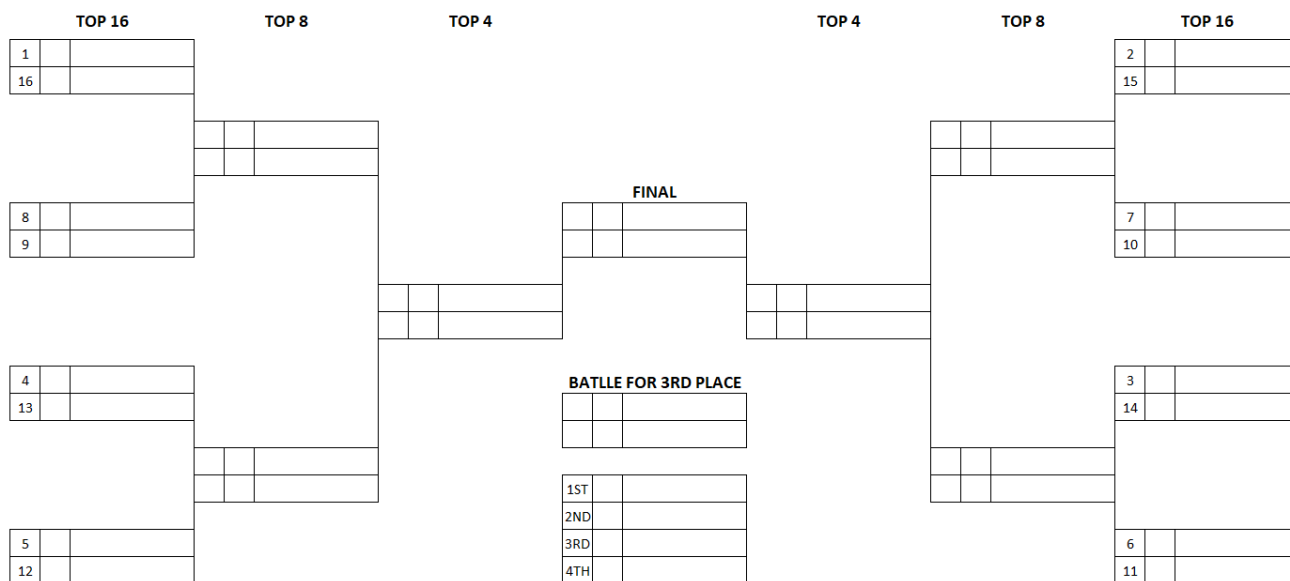 TOP 16 TOP 8 TOP 4 TOP 4 TOP 8 TOP 16
1 2
16 15
FINAL
8 7
9 10
4 BATLLE FOR 3RD PLACE 3
13 14
1ST
2ND
5 3RD 6
12 4TH 11